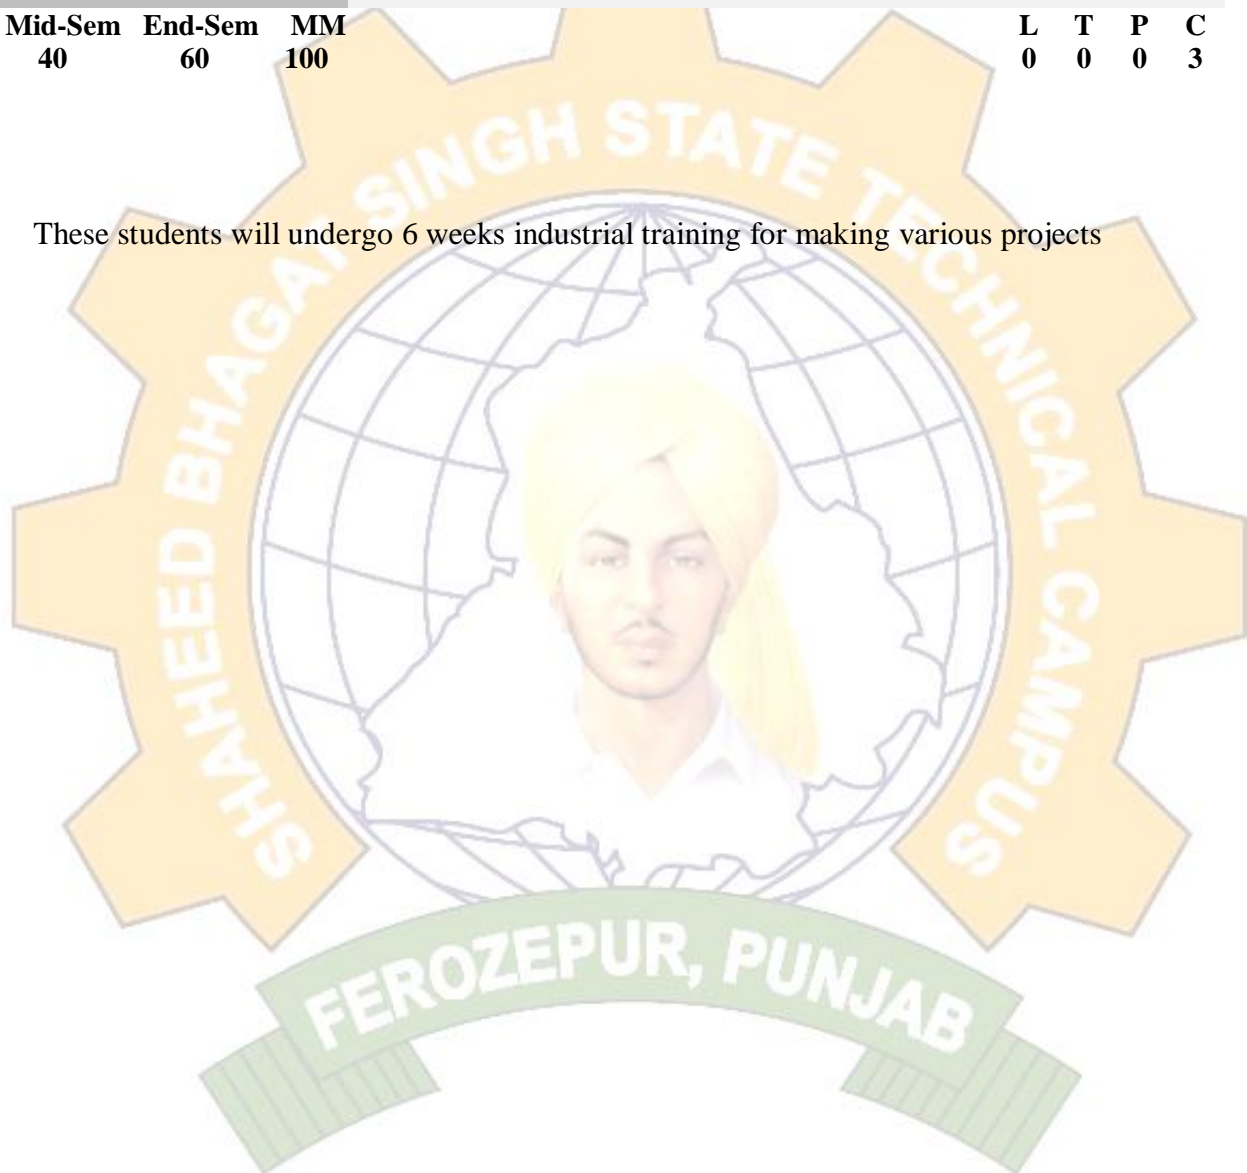 Mid-Sem End-Sem MM L T P C
40 60 100 0 0 0 3
These students will undergo 6 weeks industrial training for making various projects
SHAHEED BHAGAT SINGH STATE TECHNICAL CAMPUS
FEROZEPUR, PUNJAB